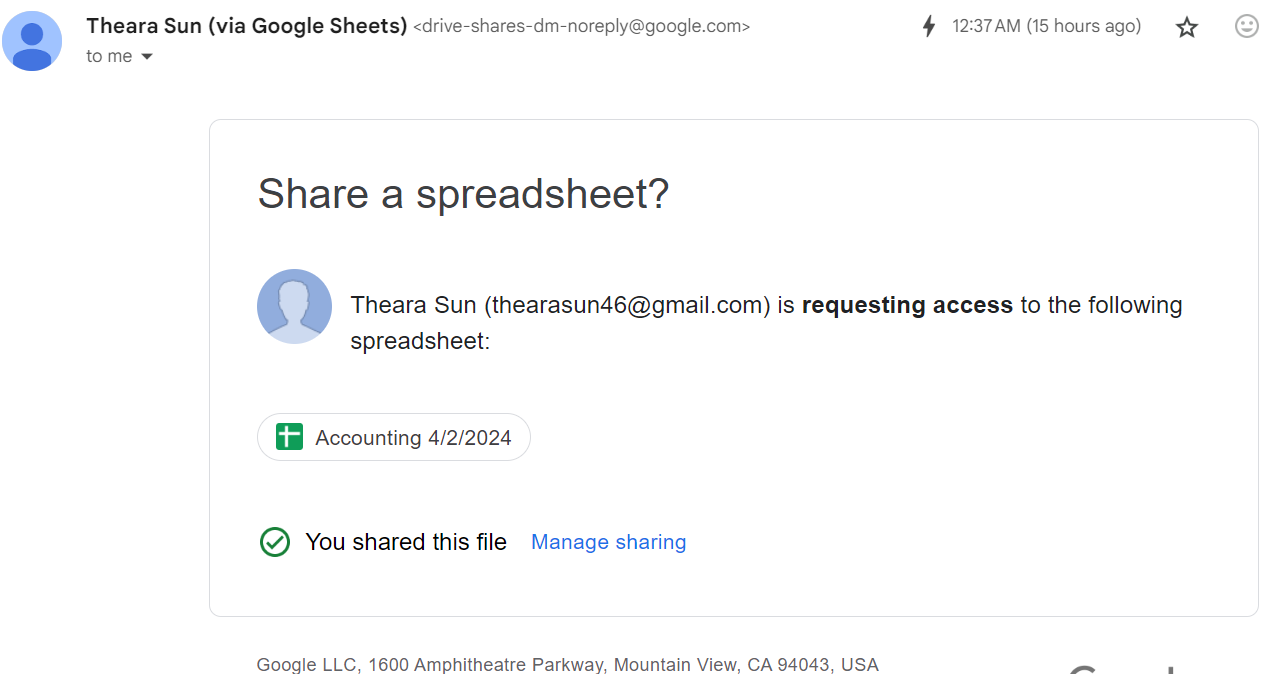 Theara Sun (via Google Sheets) <drive-shares-dm-noreply@google.com>
12:37 AM (15 hours ago)
to me
Share a spreadsheet?
Theara Sun (thearasun46@gmail.com) is requesting access to the following
spreadsheet:
Accounting 4/2/2024
You shared this file
Manage sharing
Google LLC, 1600 Amphitheatre Parkway, Mountain View, CA 94043, USA